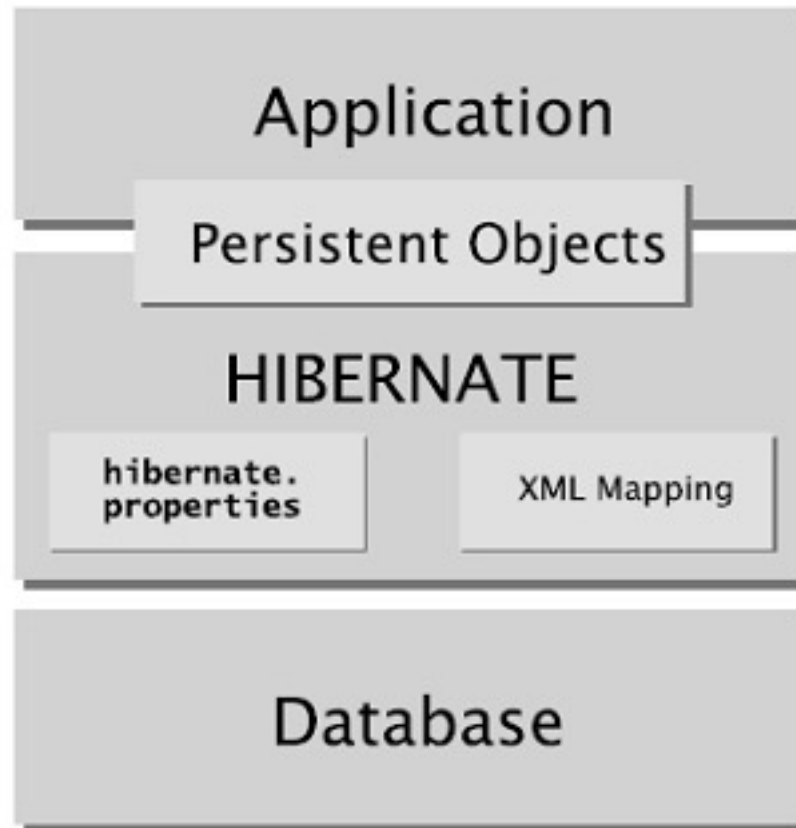 Application
Persistent Objects
HIBERNATE
hibernate.
properties
XML Mapping
Database